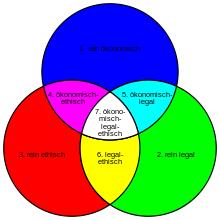 1. rein ökonomisch
4. ökonomisch-
ethisch
5. ökonomisch-
legal
7. ökono-
misch-
legal-
ethisch
3. rein ethisch
6. legal-
ethisch
2. rein legal